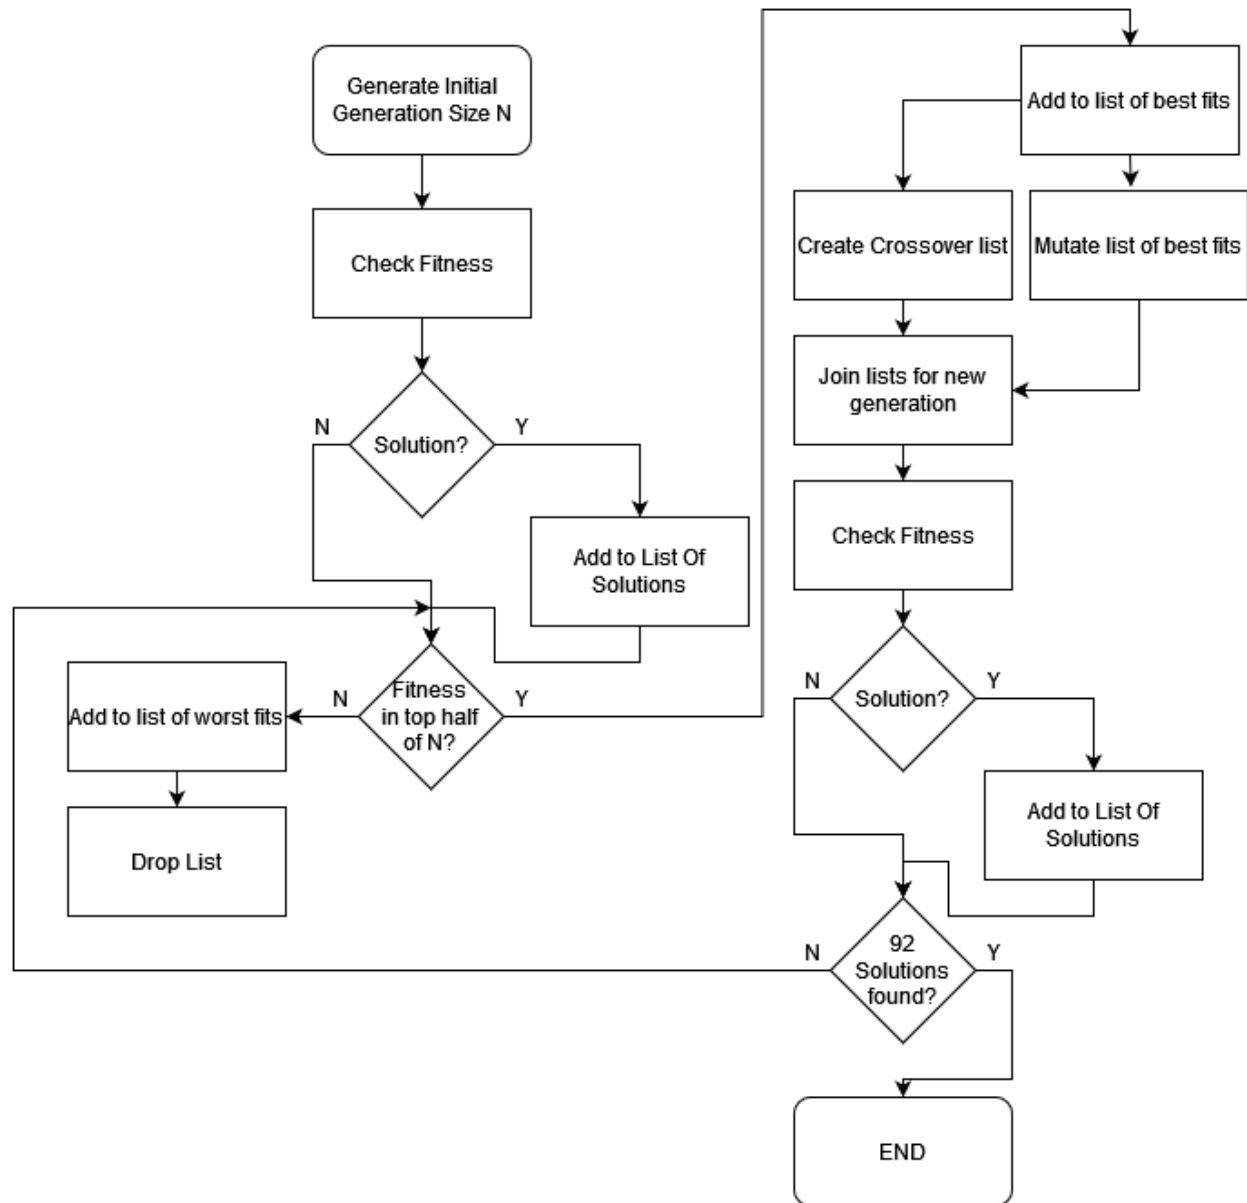 Generate Initial
Generation Size N
Check Fitness
Solution?
N
Y
Add to List Of
Solutions
Fitness
in top half
of N?
N
Y
Add to list of worst fits
Drop List
Add to list of best fits
Create Crossover list
Mutate list of best fits
Join lists for new
generation
Check Fitness
Solution?
N
Y
Add to List Of
Solutions
92
Solutions
found?
N
Y
END